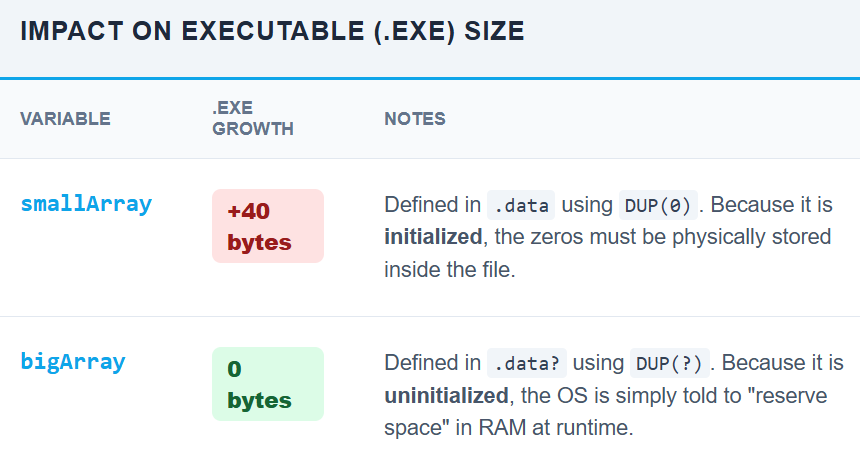 IMPACT ON EXECUTABLE (.EXE) SIZE
VARIABLE
.EXE
GROWTH
NOTES
smallArray
+40
bytes
Defined in .data using DUP(0). Because it is
initialized, the zeros must be physically stored
inside the file.
bigArray
0
bytes
Defined in .data? using DUP(?). Because it is
uninitialized, the OS is simply told to "reserve
space" in RAM at runtime.